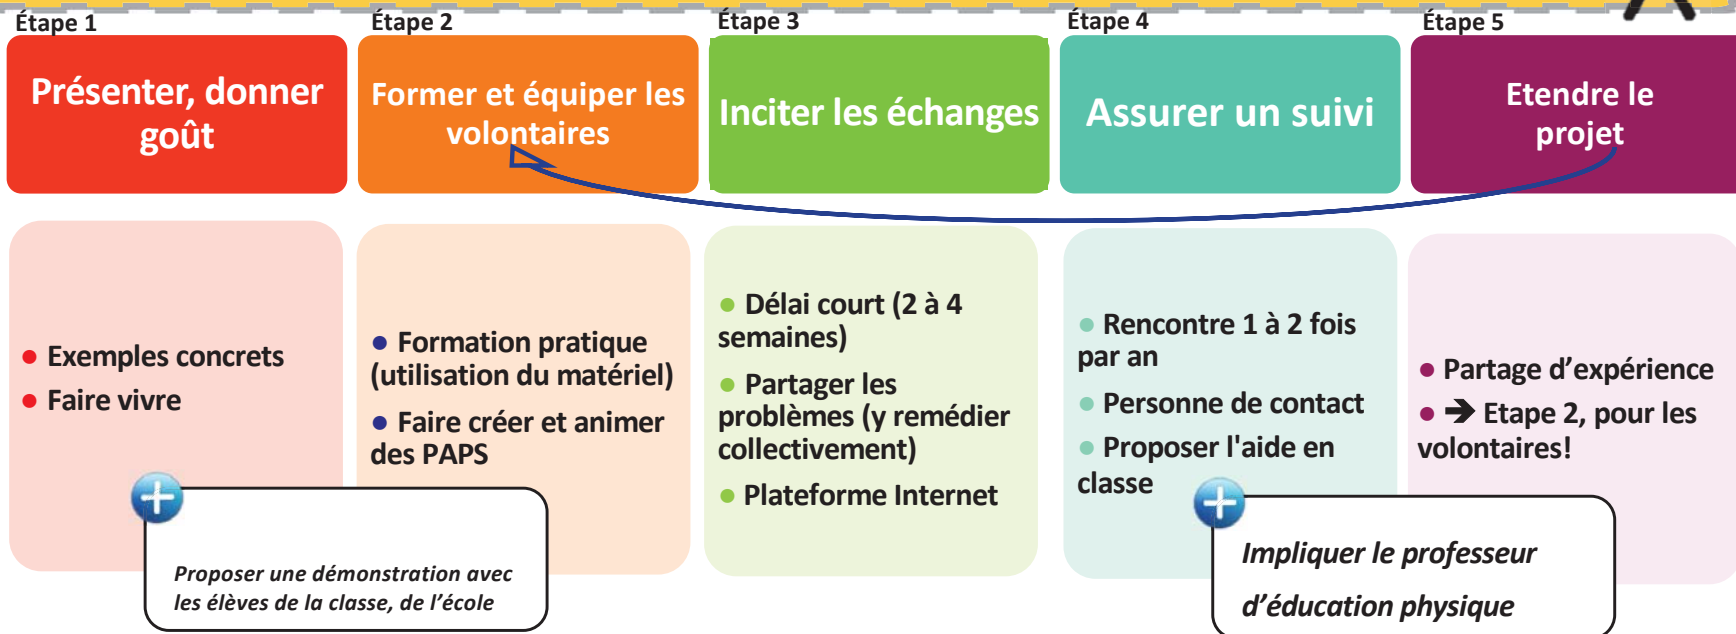 Étape 1
Présenter, donner
goût
Étape 2
Former et équiper les
volontaires
Étape 3
Inciter les échanges
Étape 4
Assurer un suivi
Étape 5
Etendre le
projet
● Exemples concrets
● Faire vivre
● Formation pratique
(utilisation du matériel)
● Faire créer et animer
des PAPS
● Délai court (2 à 4
semaines)
● Partager les
problèmes (y remédier
collectivement)
● Plateforme Internet
● Rencontre 1 à 2 fois
par an
● Personne de contact
● Proposer l'aide en
classe
● Partage d’expérience
● ➔ Etape 2, pour les
volontaires!
Proposer une démonstration avec
les élèves de la classe, de l’école
Impliquer le professeur
d’éducation physique